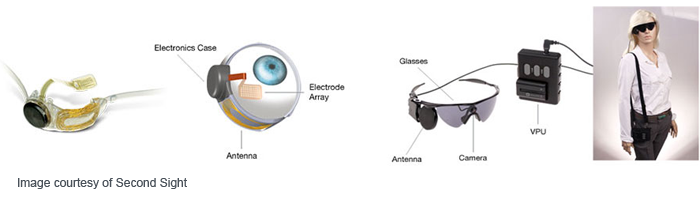 Electronics Case
Electrode
Array
Antenna
Glasses
Antenna
Camera
VPU
Image courtesy of Second Sight